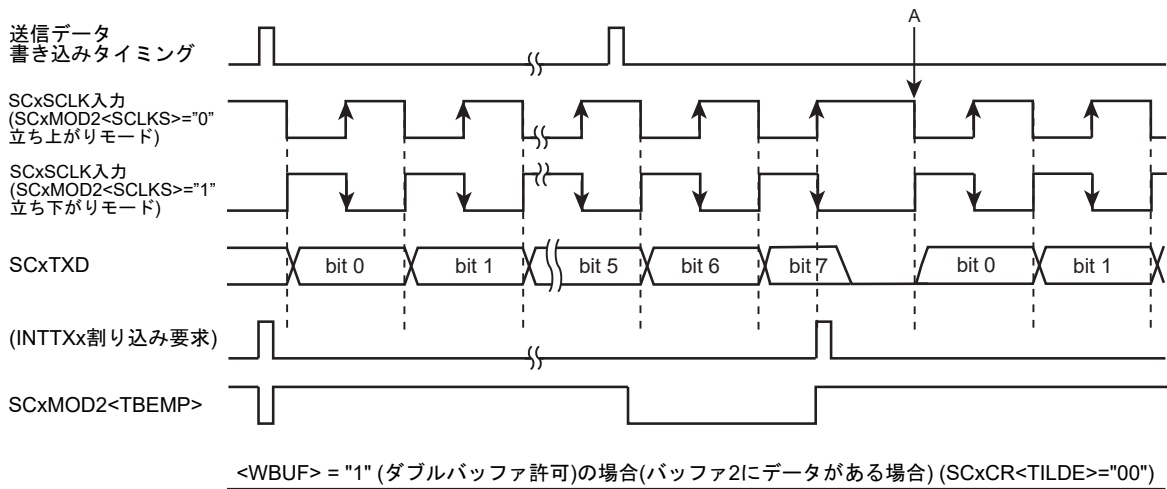 A
送信データ
書き込みタイミング
SCxSCLK入力
(SCxMOD2<SCLKS>="0"
立ち上がりモード)
SCxSCLK入力
(SCxMOD2<SCLKS>="1"
立ち下がりモード)
SCxTXD
bit 0
bit 1
bit 5
bit 6
bit 7
bit 0
bit 1
(INTTXx割り込み要求)
SCxMOD2<TBEMP>
<WBUF> = "1" (ダブルバッファ許可)の場合(バッファ2にデータがある場合) (SCxCR<TILDE>="00")